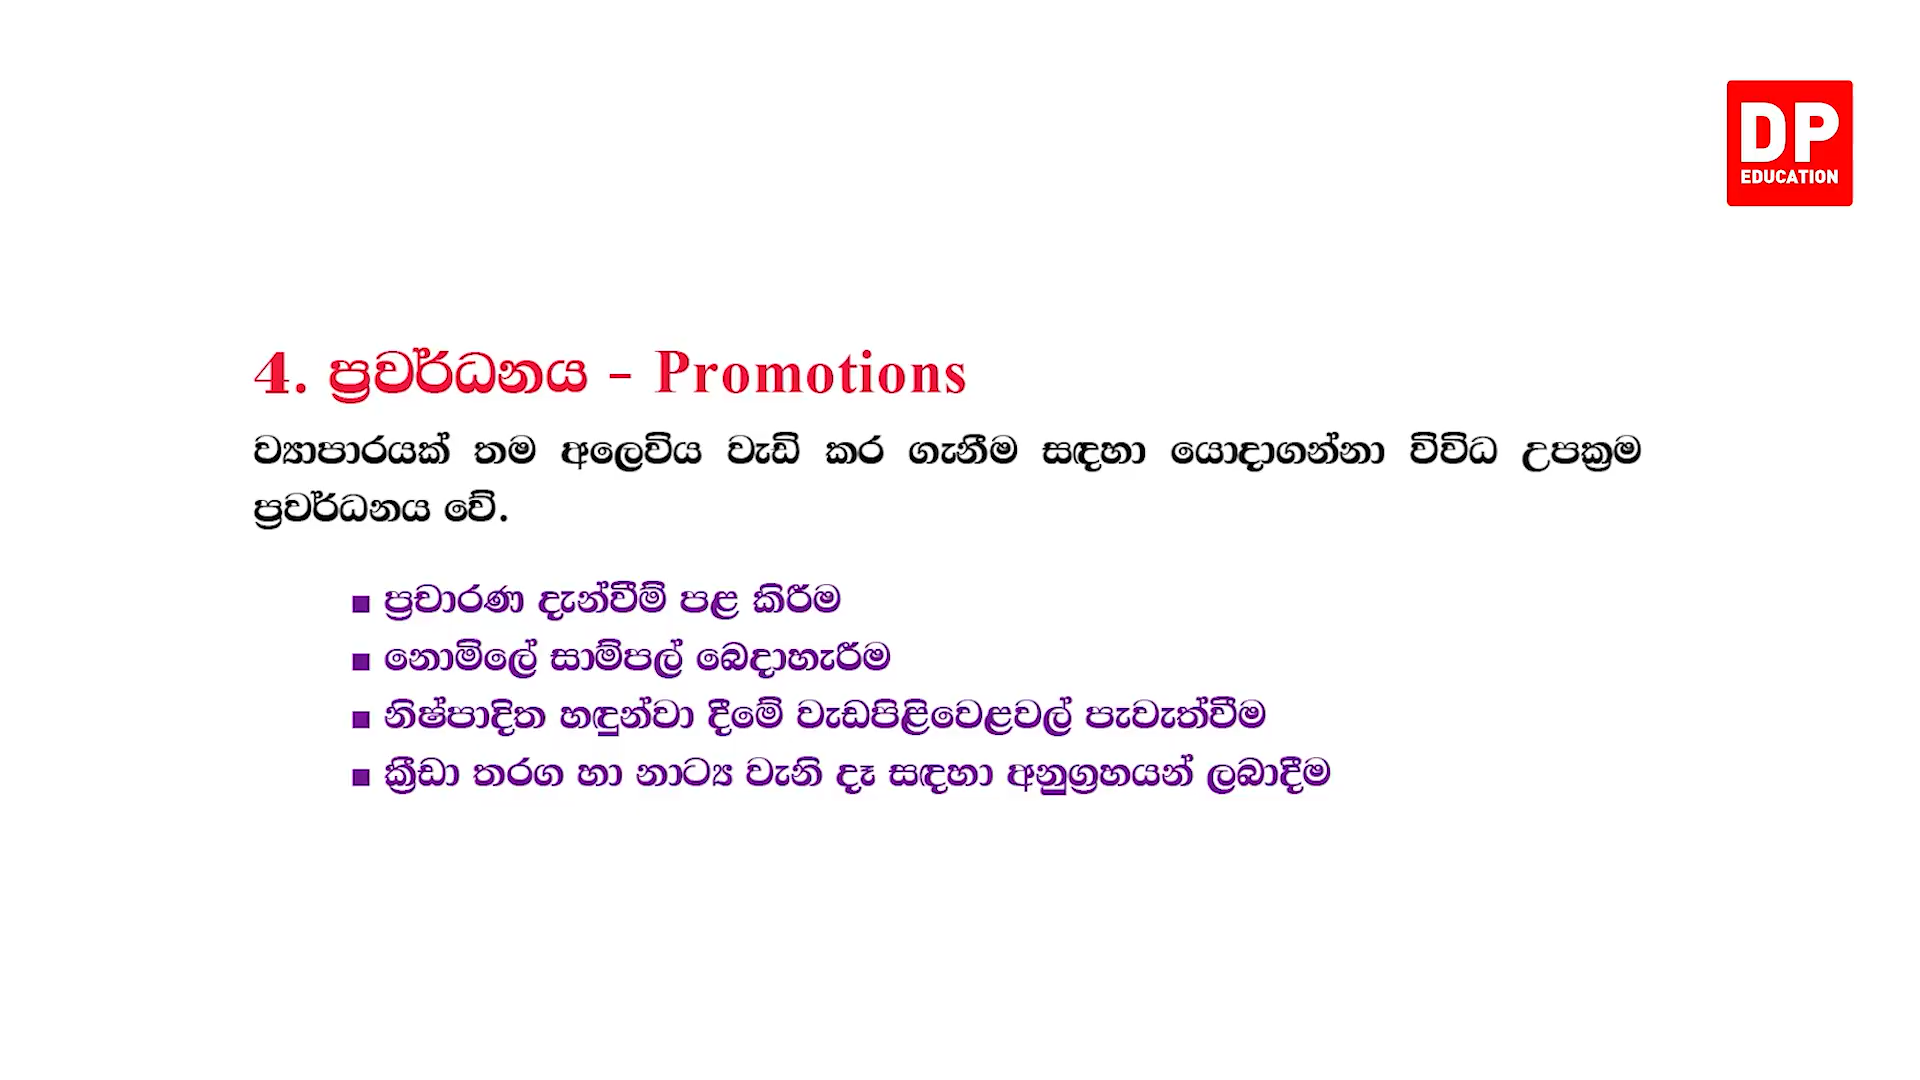 DP
EDUCATION
4. ප්‍රවර්ධනය - Promotions
ව්‍යාපාරයක් තම අලෙවිය වැඩි කර ගැනීම සඳහා යොදාගන්නා විවිධ උපක්‍රම
ප්‍රවර්ධනය වේ.
■ ප්‍රචාරණ දැන්වීම් පළ කිරීම
■ නොමිලේ සාම්පල් බෙදාහැරීම
■ නිෂ්පාදිත හඳුන්වා දීමේ වැඩපිළිවෙළවල් පැවැත්වීම
■ ක්‍රීඩා තරග හා නාට්‍ය වැනි දෑ සඳහා අනුග්‍රහයන් ලබාදීම